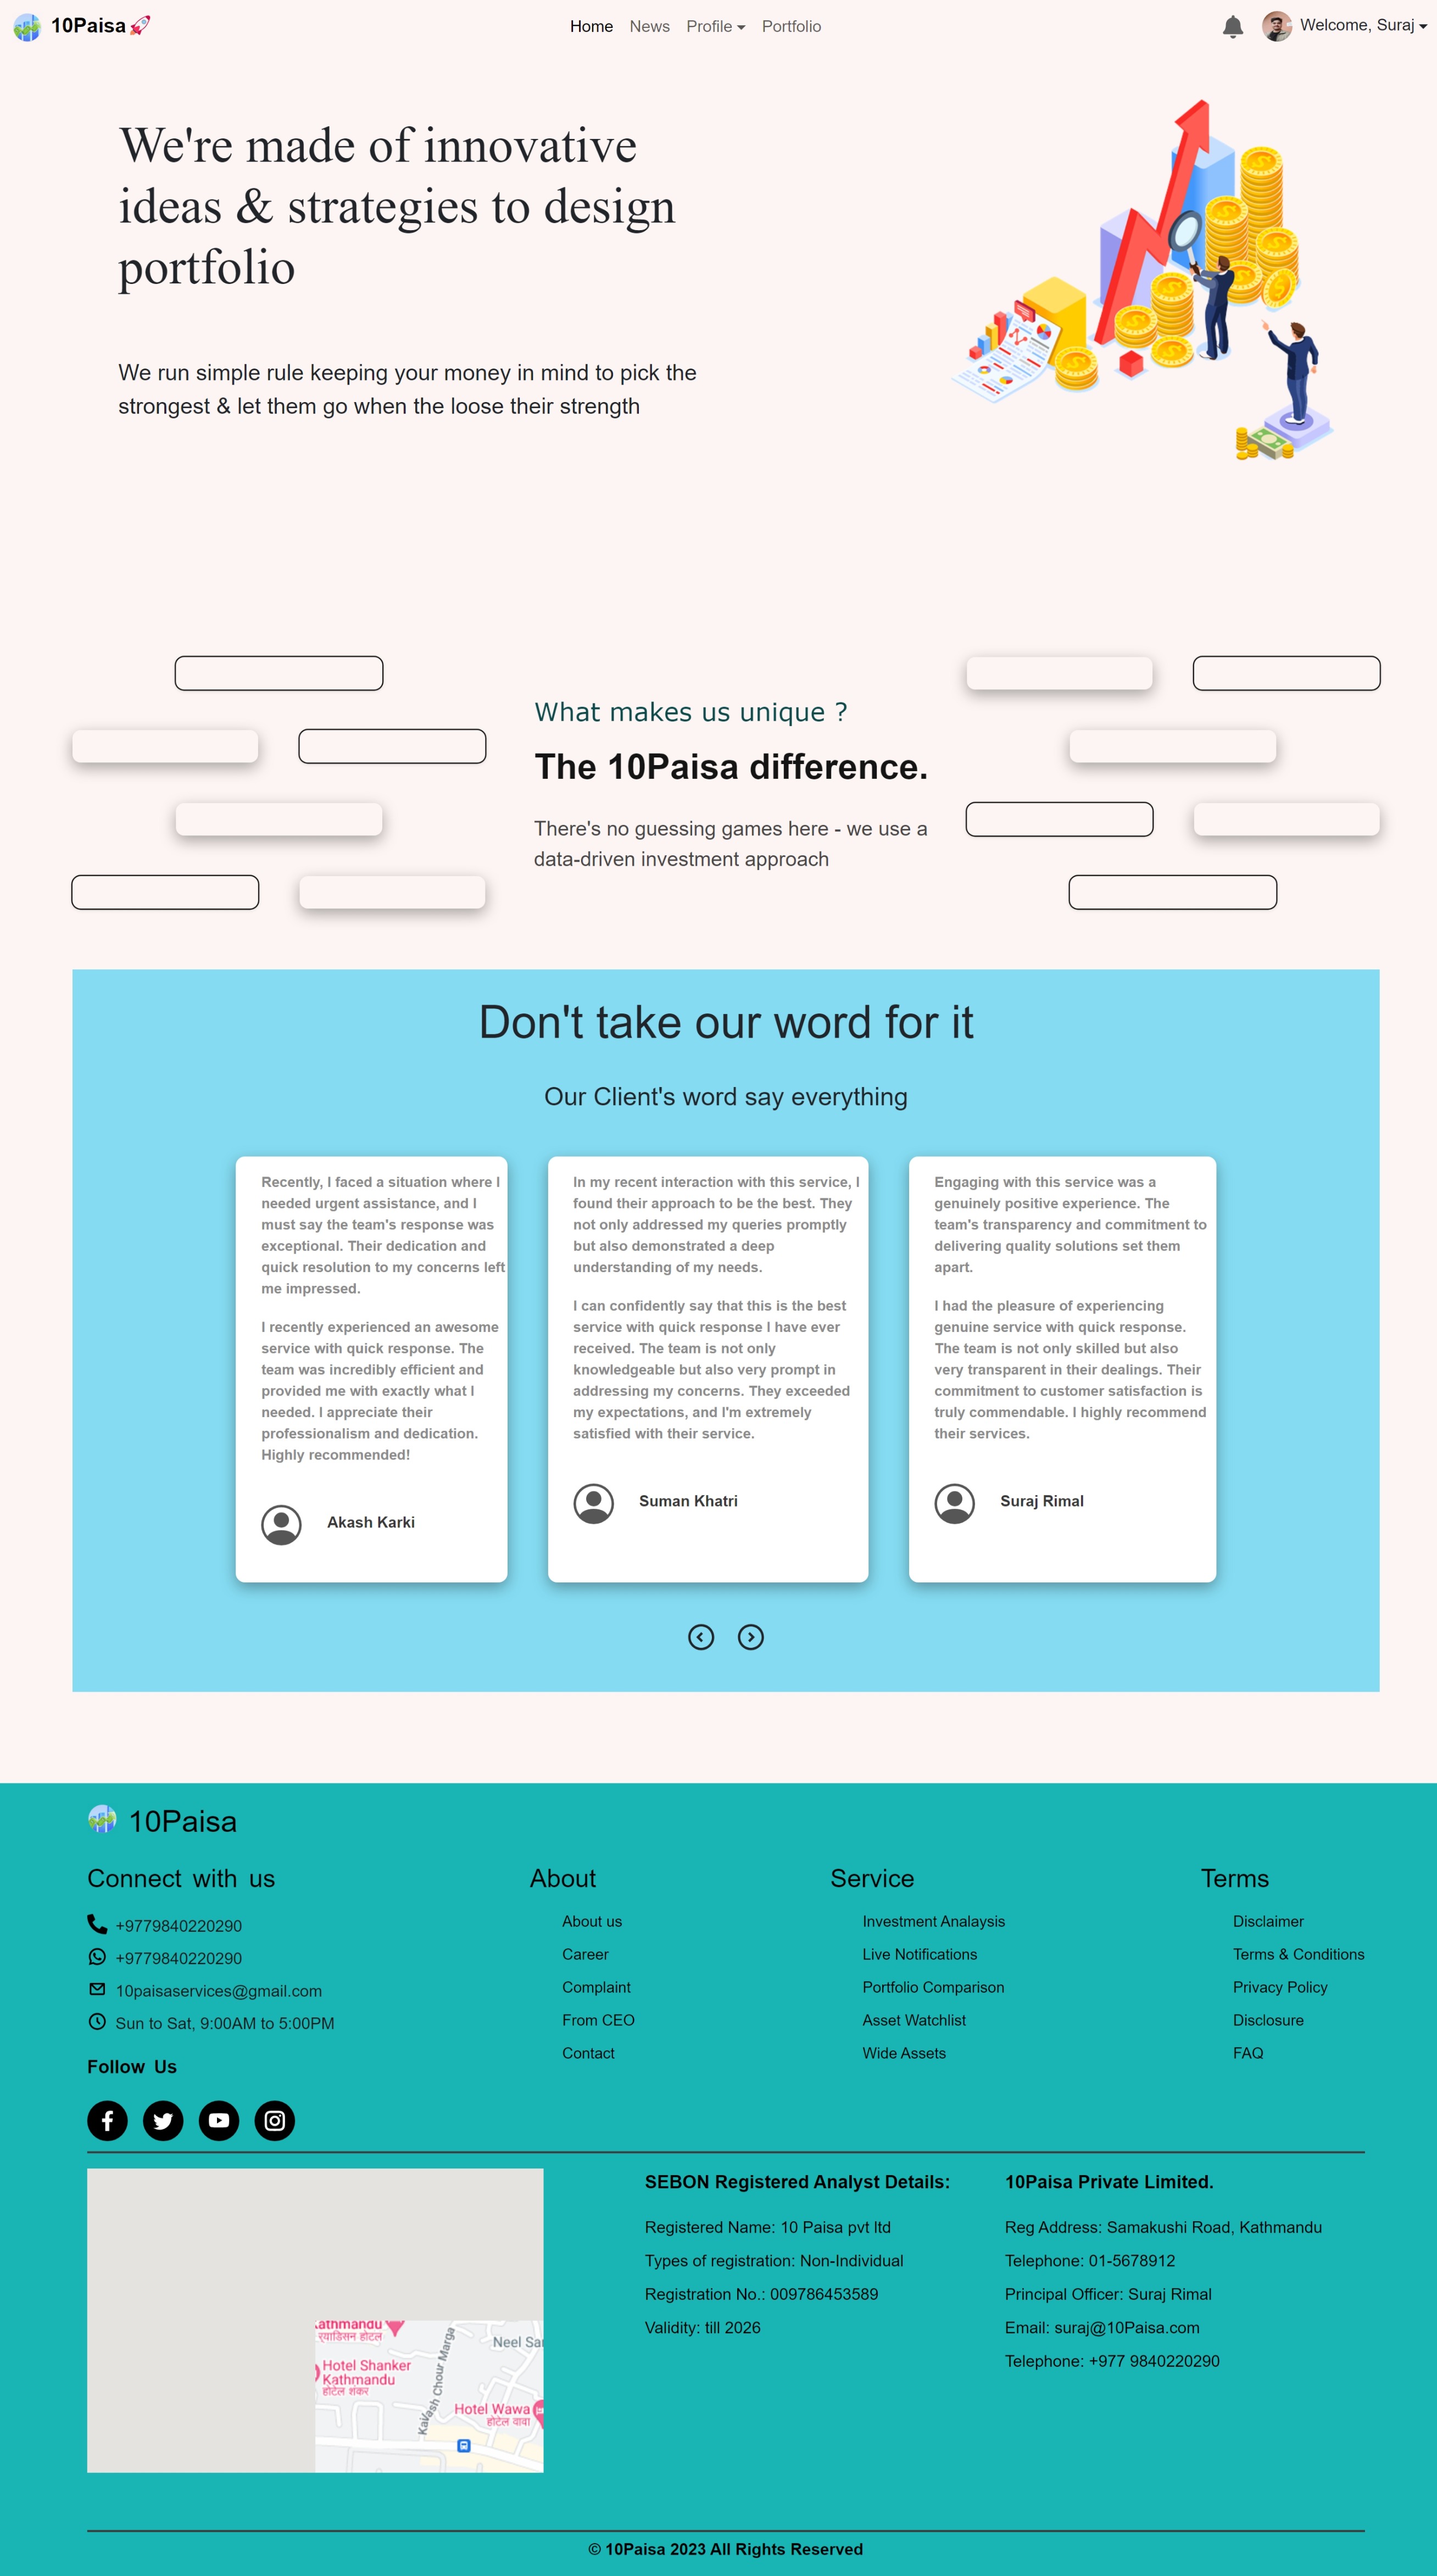 10Paisa🚀
Home
News
Profile
Portfolio
Welcome, Suraj
We're made of innovative
ideas & strategies to design
portfolio
We run simple rule keeping your money in mind to pick the
strongest & let them go when the loose their strength
What makes us unique ?
The 10Paisa difference.
There's no guessing games here - we use a
data-driven investment approach
Don't take our word for it
Our Client's word say everything
Recently, I faced a situation where I
needed urgent assistance, and I
must say the team's response was
exceptional. Their dedication and
quick resolution to my concerns left
me impressed.
I recently experienced an awesome
service with quick response. The
team was incredibly efficient and
provided me with exactly what I
needed. I appreciate their
professionalism and dedication.
Highly recommended!
Akash Karki
In my recent interaction with this service, I
found their approach to be the best. They
not only addressed my queries promptly
but also demonstrated a deep
understanding of my needs.
I can confidently say that this is the best
service with quick response I have ever
received. The team is not only
knowledgeable but also very prompt in
addressing my concerns. They exceeded
my expectations, and I'm extremely
satisfied with their service.
Suman Khatri
Engaging with this service was a
genuinely positive experience. The
team's transparency and commitment to
delivering quality solutions set them
apart.
I had the pleasure of experiencing
genuine service with quick response.
The team is not only skilled but also
very transparent in their dealings. Their
commitment to customer satisfaction is
truly commendable. I highly recommend
their services.
Suraj Rimal
10Paisa
Connect with us
+9779840220290
+9779840220290
10paisaservices@gmail.com
Sun to Sat, 9:00AM to 5:00PM
Follow Us
About
About us
Career
Complaint
From CEO
Contact
Service
Investment Analaysis
Live Notifications
Portfolio Comparison
Asset Watchlist
Wide Assets
Terms
Disclaimer
Terms & Conditions
Privacy Policy
Disclosure
FAQ
athmandu
र्‍याडिसन होटल
Neel Sa
Hotel Shanker
Kathmandu
होटेल शंकर
Kavash Chour Marga
Hotel Wawa
होटेल वावा
SEBON Registered Analyst Details:
Registered Name: 10 Paisa pvt ltd
Types of registration: Non-Individual
Registration No.: 009786453589
Validity: till 2026
10Paisa Private Limited.
Reg Address: Samakushi Road, Kathmandu
Telephone: 01-5678912
Principal Officer: Suraj Rimal
Email: suraj@10Paisa.com
Telephone: +977 9840220290
© 10Paisa 2023 All Rights Reserved